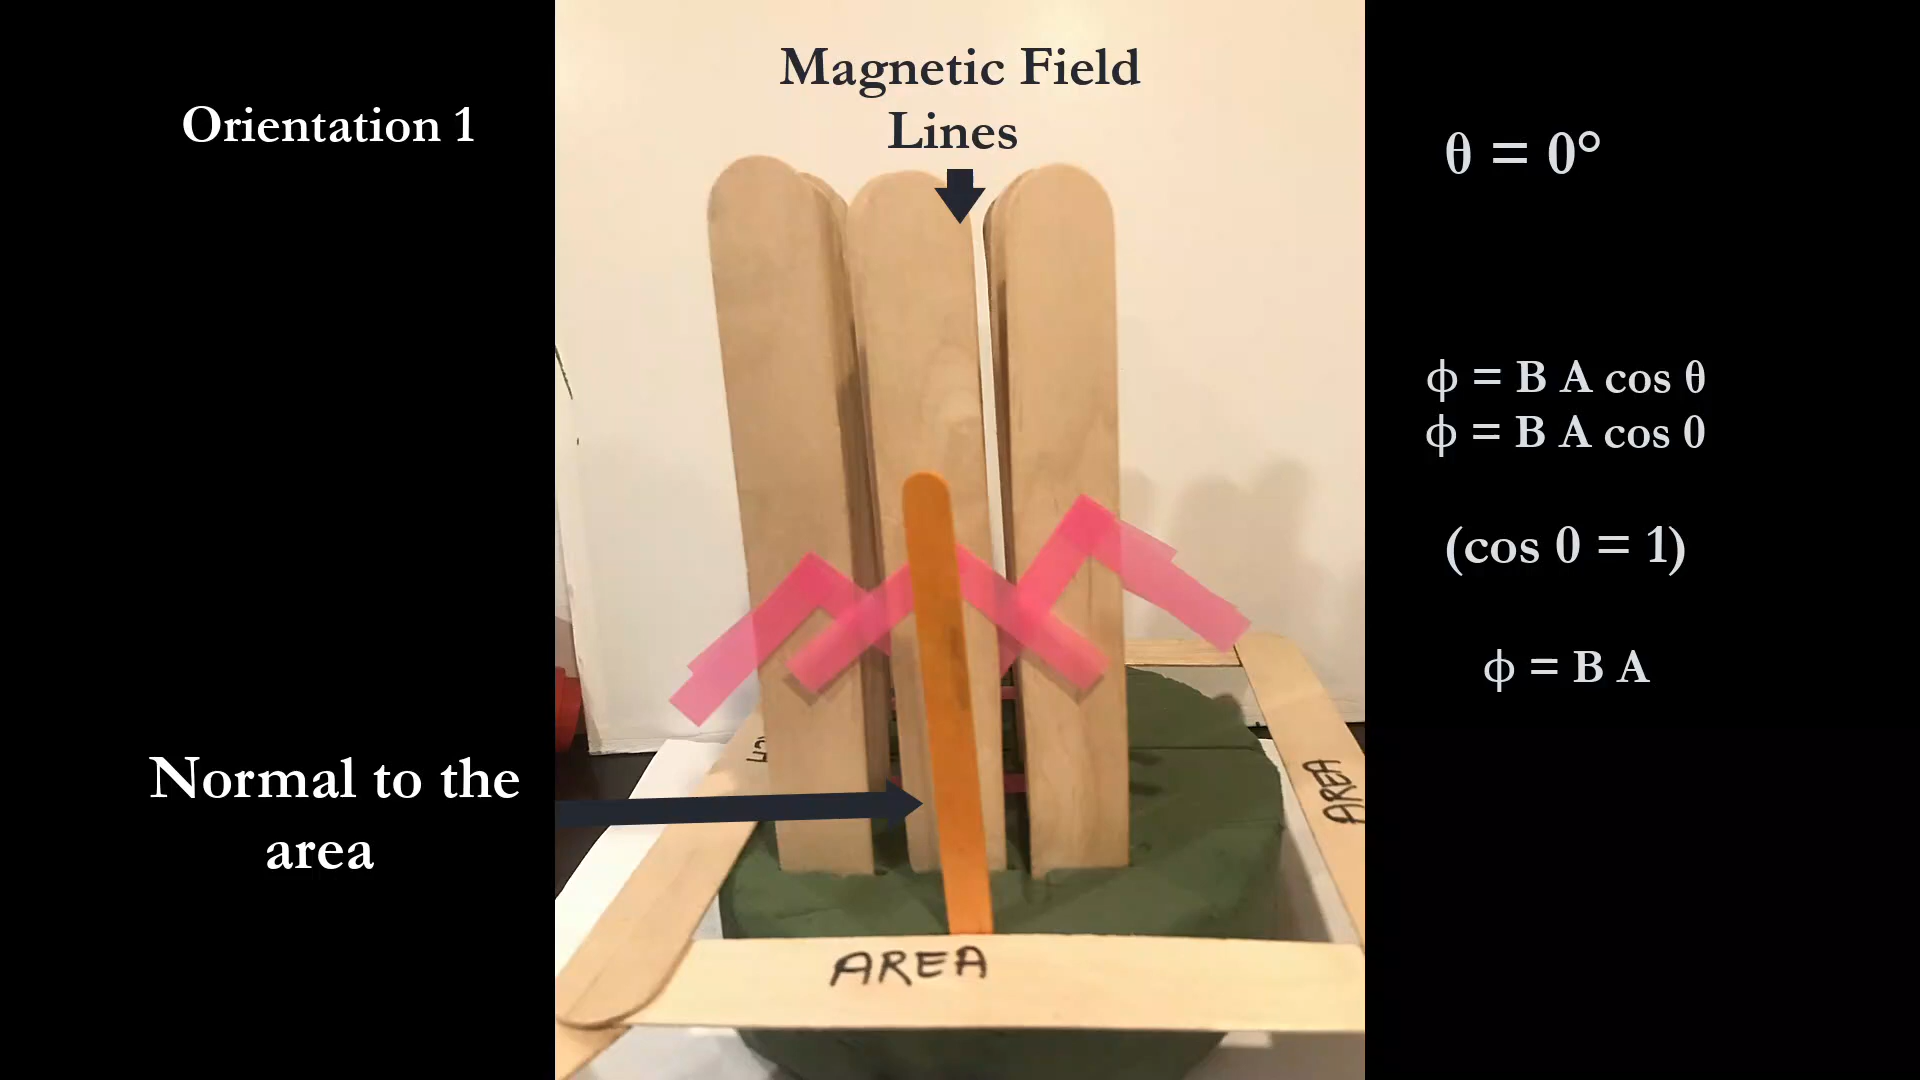 Orientation 1
Magnetic Field
Lines
θ = 0°
ϕ = B A cos θ
ϕ = B A cos 0
(cos 0 = 1)
ϕ = B A
Normal to the
area
AREA
AREA